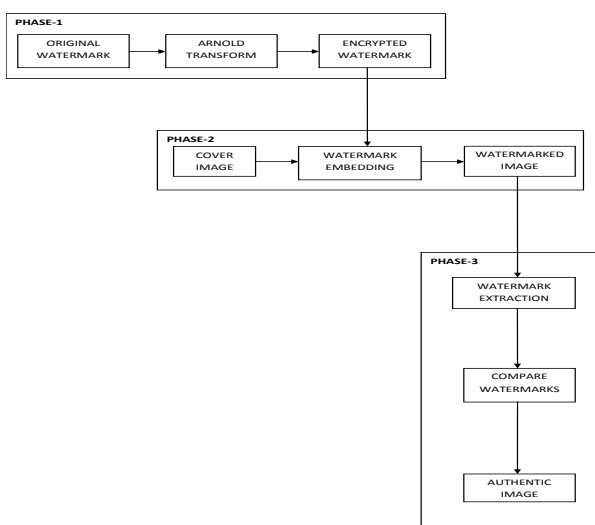 PHASE-1
ORIGINAL
WATERMARK
ARNOLD
TRANSFORM
ENCRYPTED
WATERMARK
PHASE-2
COVER
IMAGE
WATERMARK
EMBEDDING
WATERMARKED
IMAGE
PHASE-3
WATERMARK
EXTRACTION
COMPARE
WATERMARKS
AUTHENTIC
IMAGE